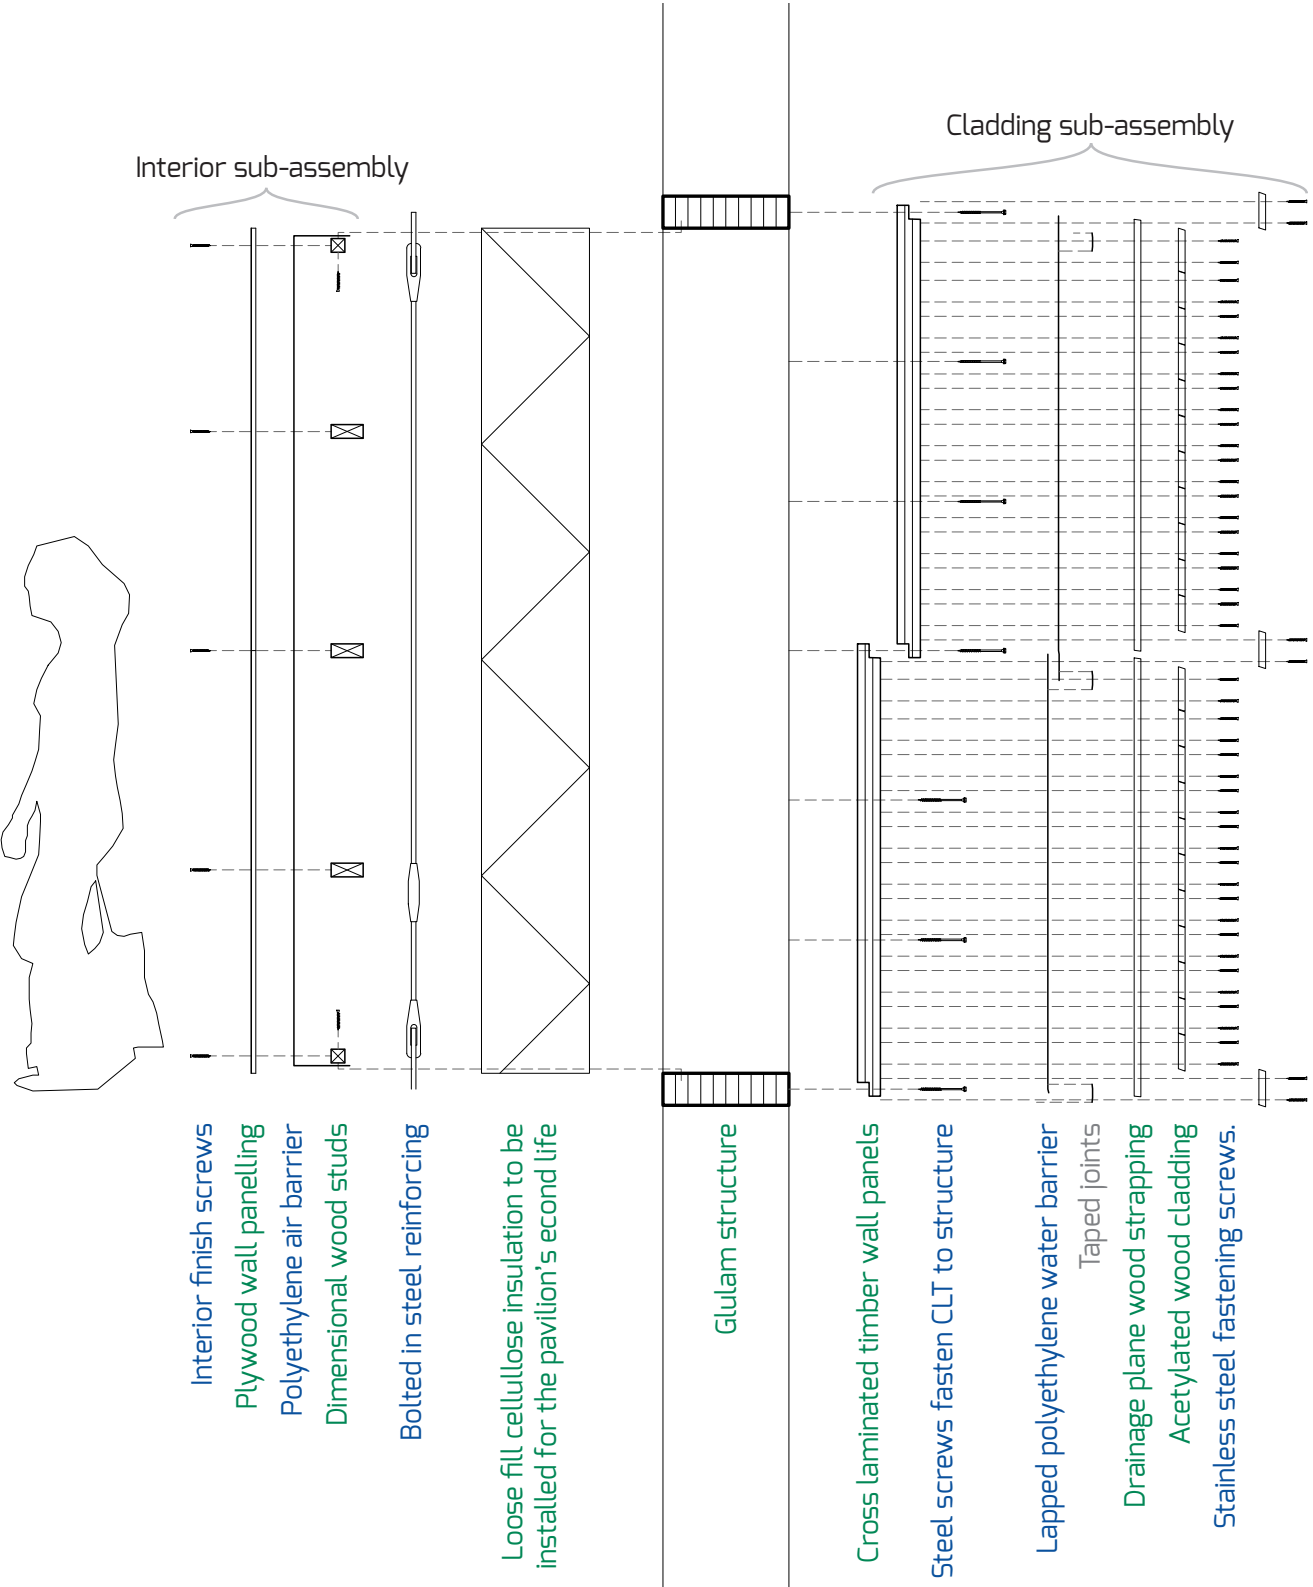 Cladding sub-assembly
Interior sub-assembly
Interior finish screws
Plywood wall panelling
Polyethylene air barrier
Dimensional wood studs
Bolted in steel reinforcing
Loose fill cellullose insulation to be
installed for the pavilion's econd life
Glulam structure
Cross laminated timber wall panels
Steel screws fasten CLT to structure
Lapped polyethylene water barrier
Taped joints
Drainage plane wood strapping
Acetylated wood cladding
Stainless steel fastening screws.